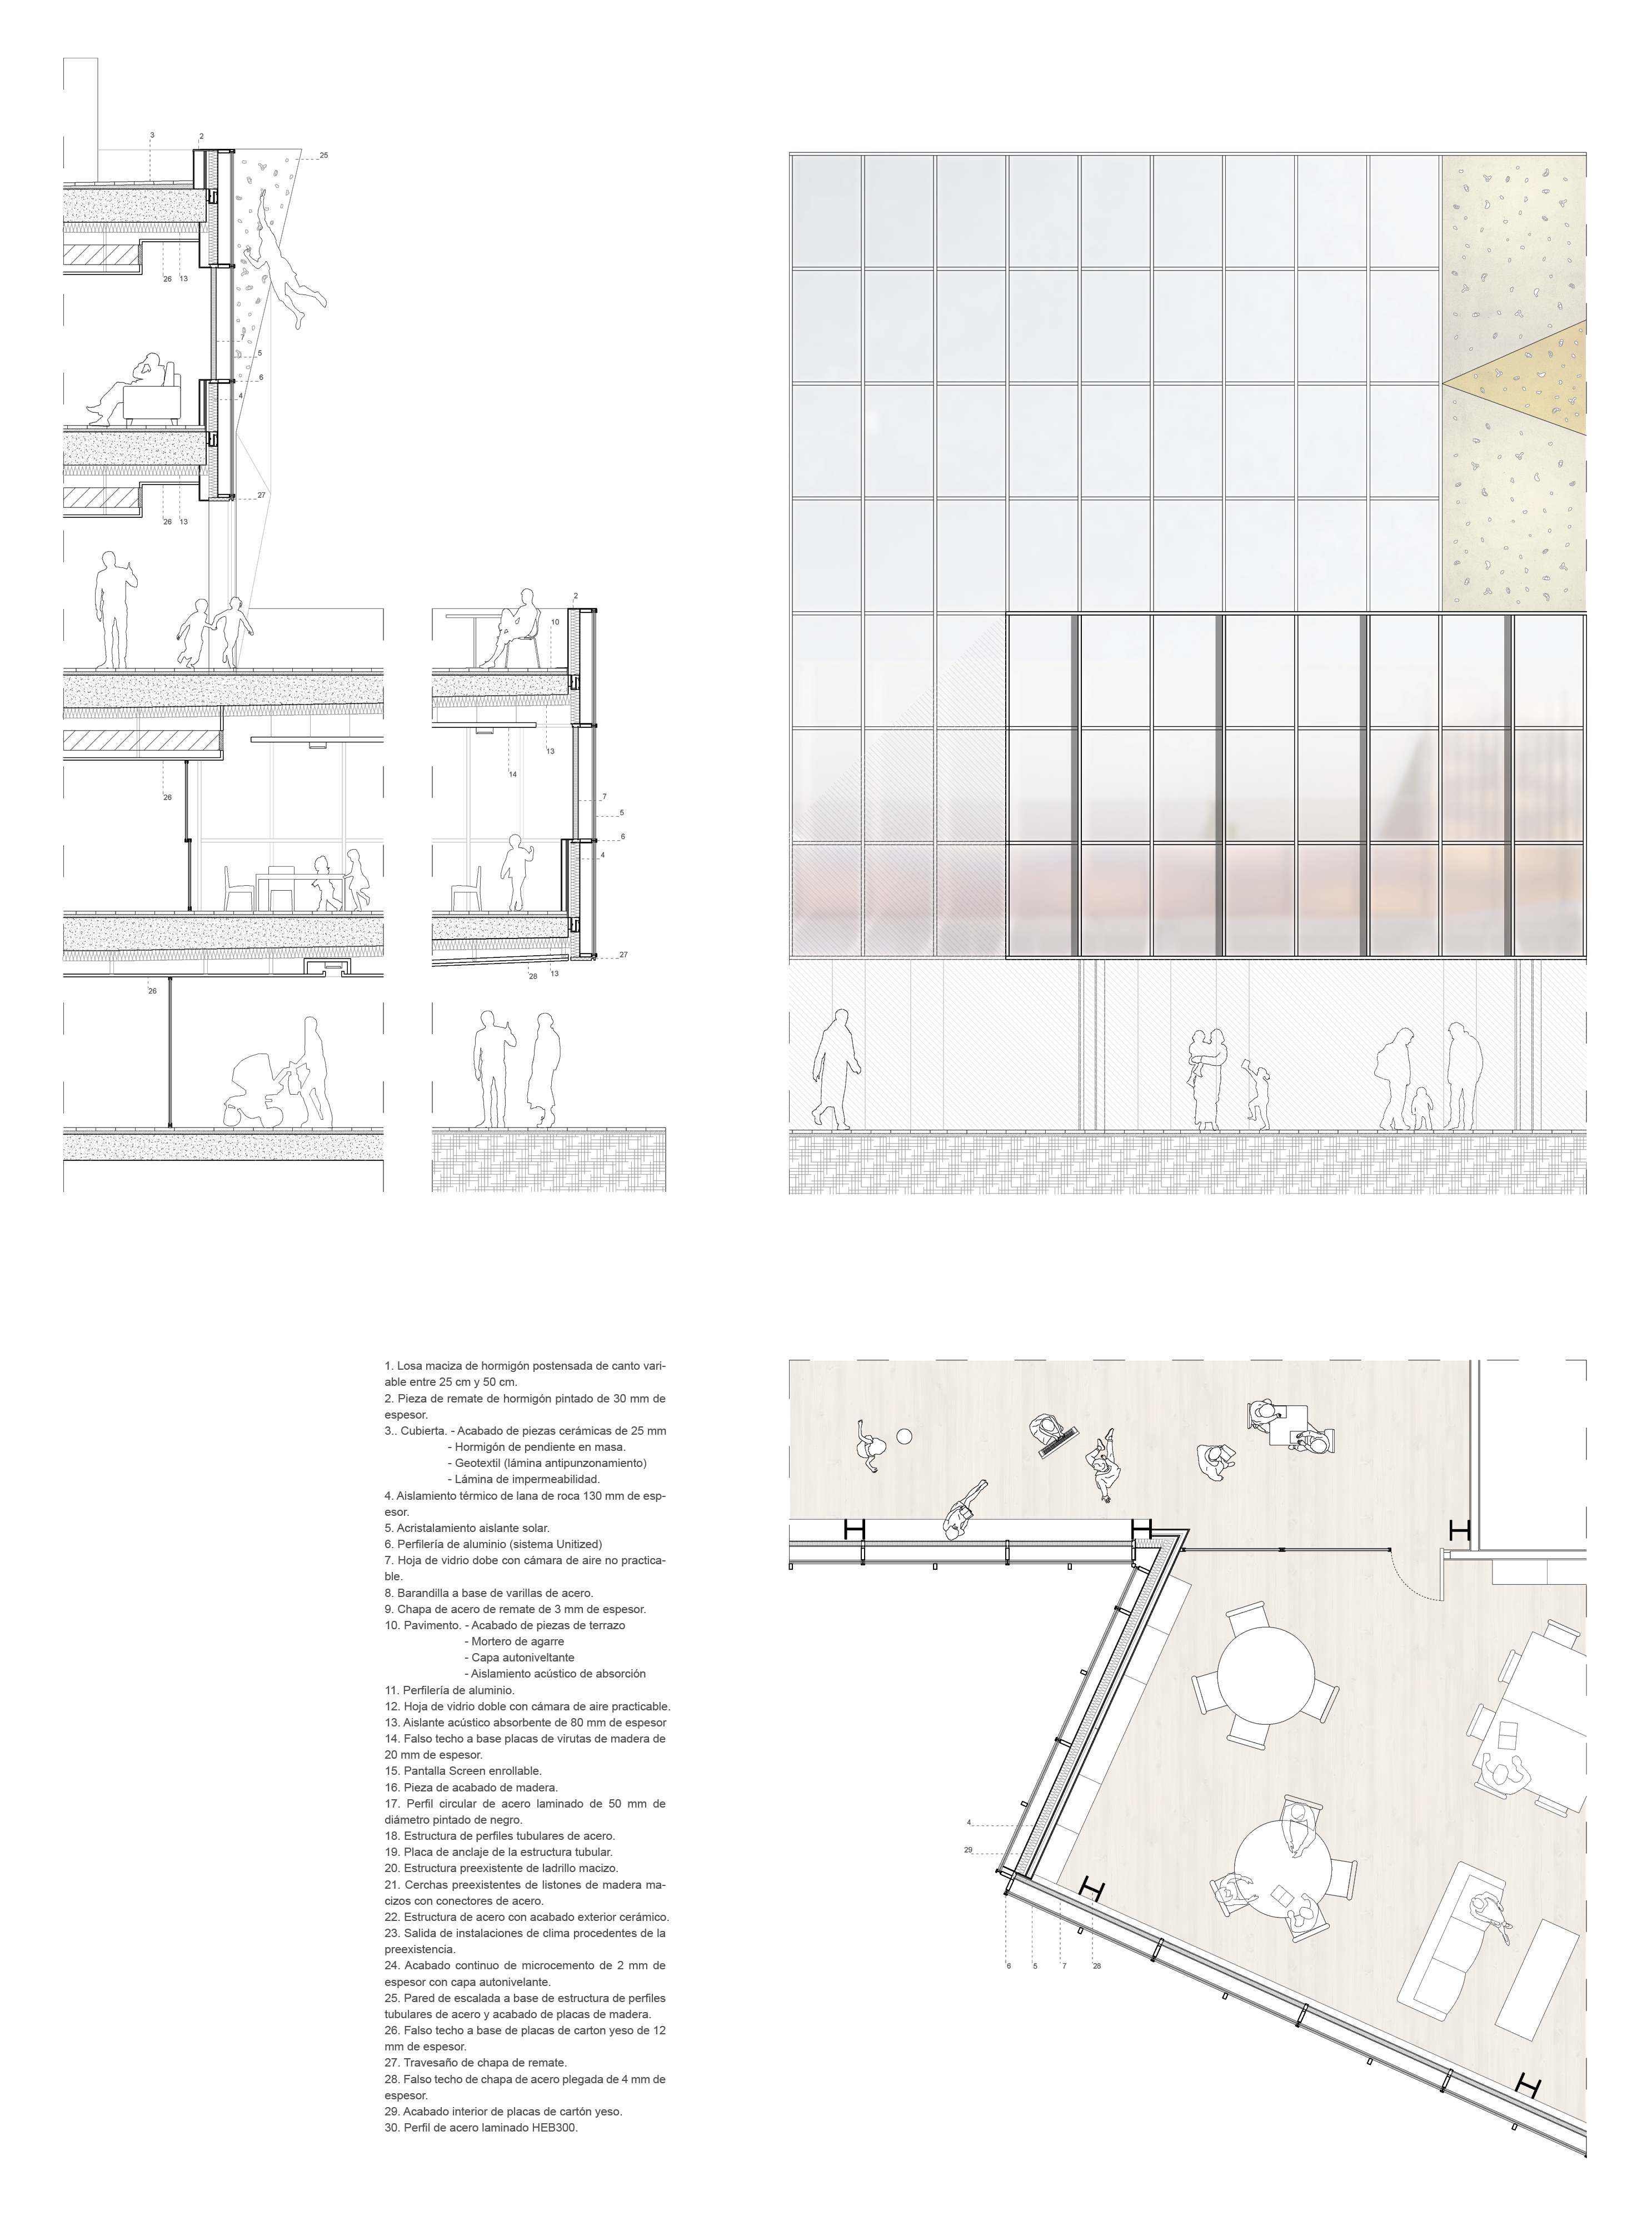 3
2
25
26 13
7
5
6
4
27
26 13
2
10
13
14
26
7
5
6
4
27
28 13
26
1. Losa maciza de hormigón postensada de canto vari-
able entre 25 cm y 50 cm.
2. Pieza de remate de hormigón pintado de 30 mm de
espesor.
3.. Cubierta. - Acabado de piezas cerámicas de 25 mm
- Hormigón de pendiente en masa.
- Geotextil (lámina antipunzonamiento)
- Lámina de impermeabilidad.
4. Aislamiento térmico de lana de roca 130 mm de esp-
esor.
5. Acristalamiento aislante solar.
6. Perfilería de aluminio (sistema Unitized)
7. Hoja de vidrio dobe con cámara de aire no practica-
ble.
8. Barandilla a base de varillas de acero.
9. Chapa de acero de remate de 3 mm de espesor.
10. Pavimento. - Acabado de piezas de terrazo
- Mortero de agarre
- Capa autoniveltante
- Aislamiento acústico de absorción
11. Perfilería de aluminio.
12. Hoja de vidrio doble con cámara de aire practicable.
13. Aislante acústico absorbente de 80 mm de espesor
14. Falso techo a base placas de virutas de madera de
20 mm de espesor.
15. Pantalla Screen enrollable.
16. Pieza de acabado de madera.
17. Perfil circular de acero laminado de 50 mm de
diámetro pintado de negro.
18. Estructura de perfiles tubulares de acero.
19. Placa de anclaje de la estructura tubular.
20. Estructura preexistente de ladrillo macizo.
21. Cerchas preexistentes de listones de madera ma-
cizos con conectores de acero.
22. Estructura de acero con acabado exterior cerámico.
23. Salida de instalaciones de clima procedentes de la
preexistencia.
24. Acabado continuo de microcemento de 2 mm de
espesor con capa autonivelante.
25. Pared de escalada a base de estructura de perfiles
tubulares de acero y acabado de placas de madera.
26. Falso techo a base de placas de carton yeso de 12
mm de espesor.
27. Travesaño de chapa de remate.
28. Falso techo de chapa de acero plegada de 4 mm de
espesor.
29. Acabado interior de placas de cartón yeso.
30. Perfil de acero laminado HEB300.
4
29
6 5 7 28